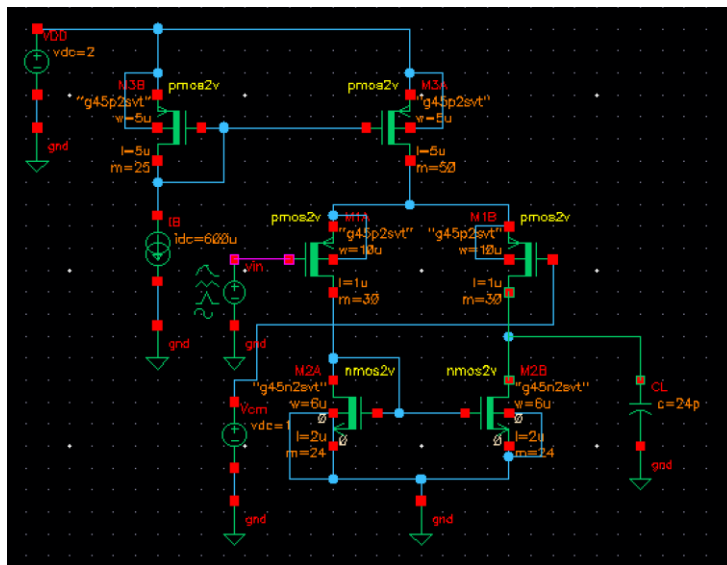 VDD
vdc=2
gnd
M3B
pmos2v
"g45p2svt"
w=5u
l=5u
m=25
pmos2v
M3A
"g45p2svt"
w=5u
l=5u
m=50
IB
idc=600u
gnd
pmos2v
M1A
"g45p2svt"
w=10u
l=1u
m=30
M1B
pmos2v
"g45p2svt"
w=10u
l=1u
m=30
vin
gnd
M2A
nmos2v
"g45n2svt"
w=6u
l=2u
m=24
nmos2v
M2B
"g45n2svt"
w=6u
l=2u
m=24
CL
c=24p
gnd
Vcm
vdc=1
gnd
gnd